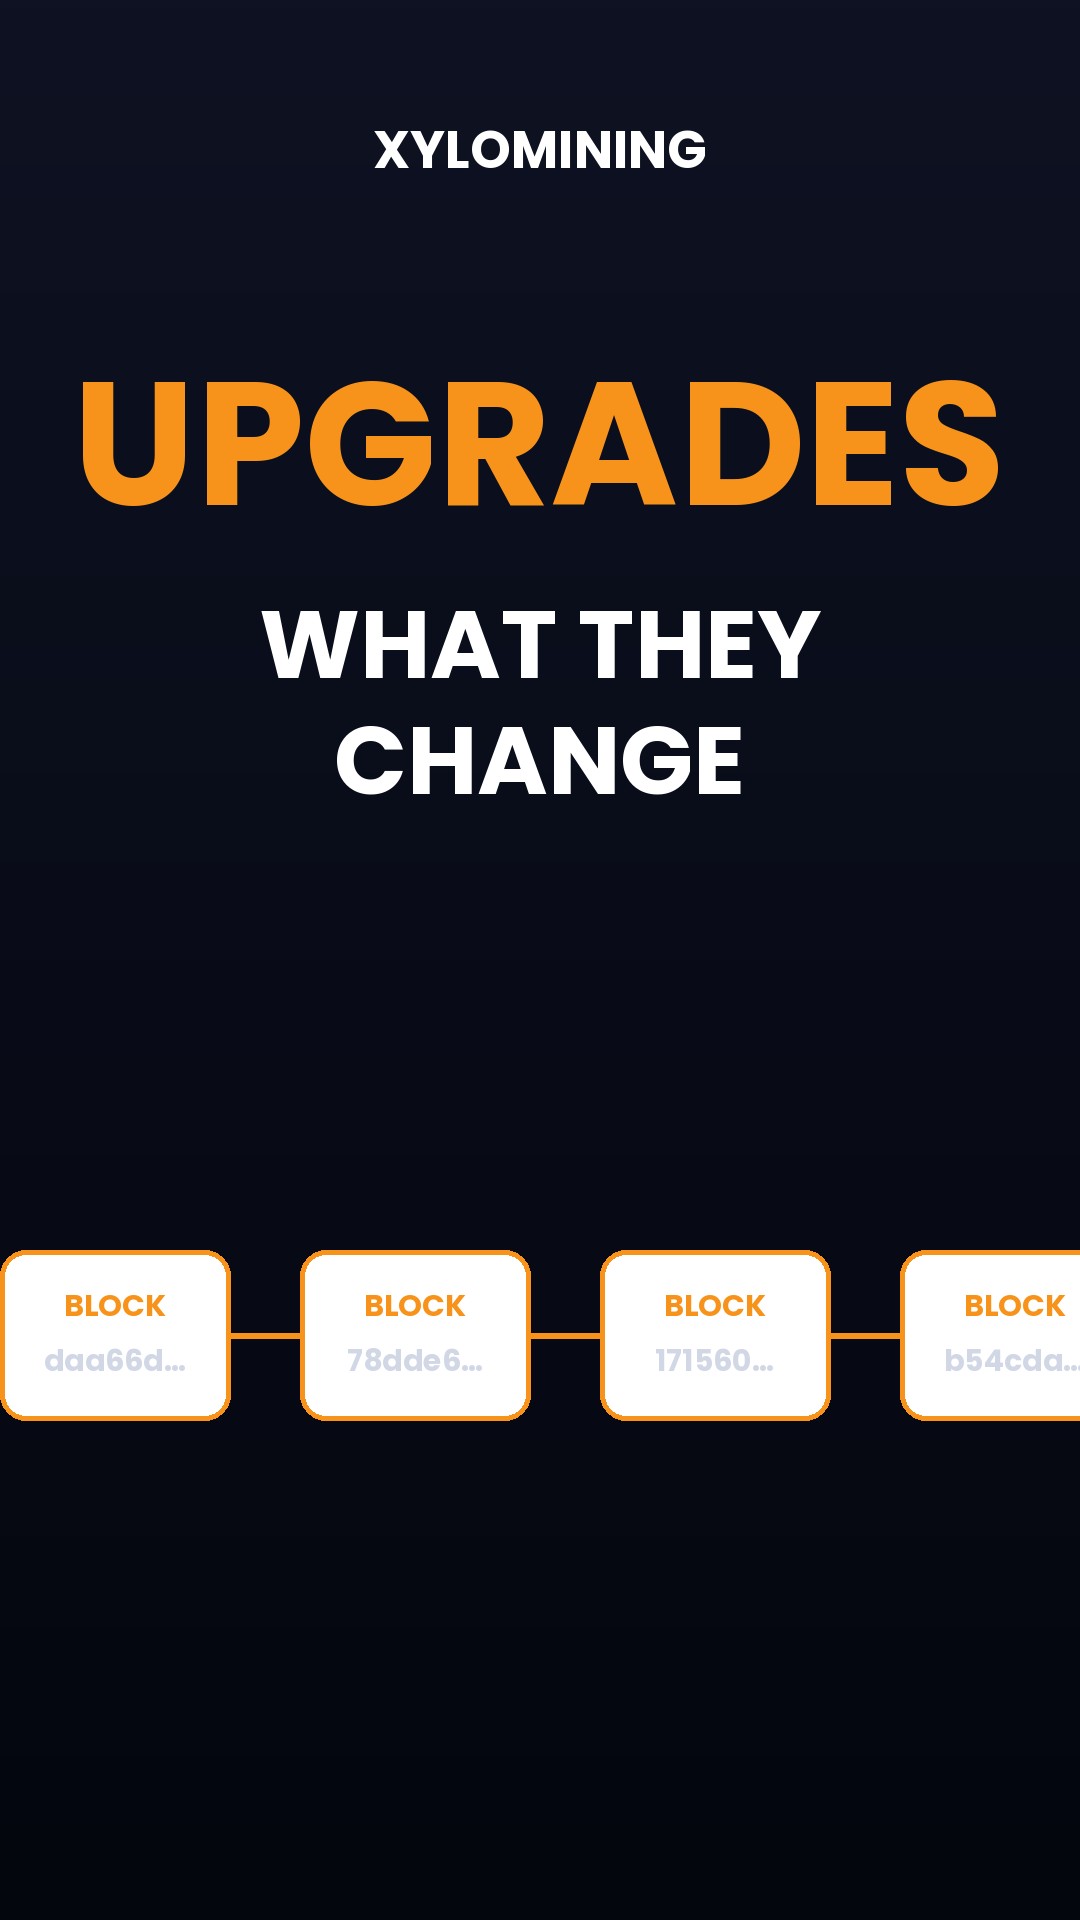 XYLOMINING
UPGRADES
WHAT THEY
CHANGE
BLOCK BLOCK BLOCK BLOCK
daa66d... 78dde6... 171560... b54cda...